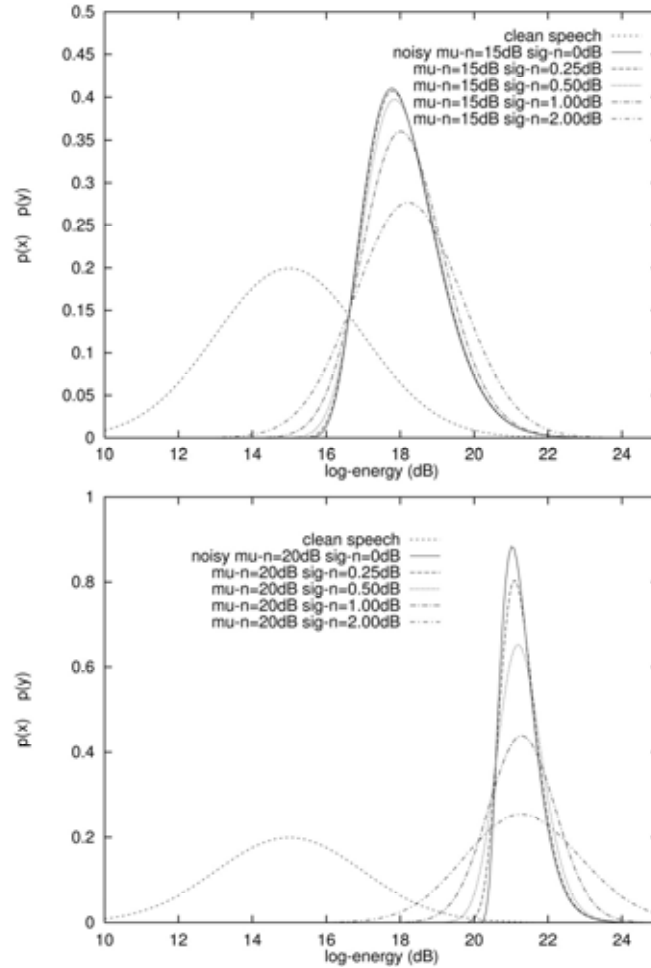 0.5
0.45
0.4
0.35
0.3
0.25
0.2
0.15
0.1
0.05
0
p(x) p(y)
clean speech
noisy mu-n=15dB sig-n=0dB
mu-n=15dB sig-n=0.25dB
mu-n=15dB sig-n=0.50dB
mu-n=15dB sig-n=1.00dB
mu-n=15dB sig-n=2.00dB
10 12 14 16 18 20 22 24
log-energy (dB)
1
0.8
0.6
0.4
0.2
0
p(x) p(y)
clean speech
noisy mu-n=20dB sig-n=0dB
mu-n=20dB sig-n=0.25dB
mu-n=20dB sig-n=0.50dB
mu-n=20dB sig-n=1.00dB
mu-n=20dB sig-n=2.00dB
10 12 14 16 18 20 22 24
log-energy (dB)